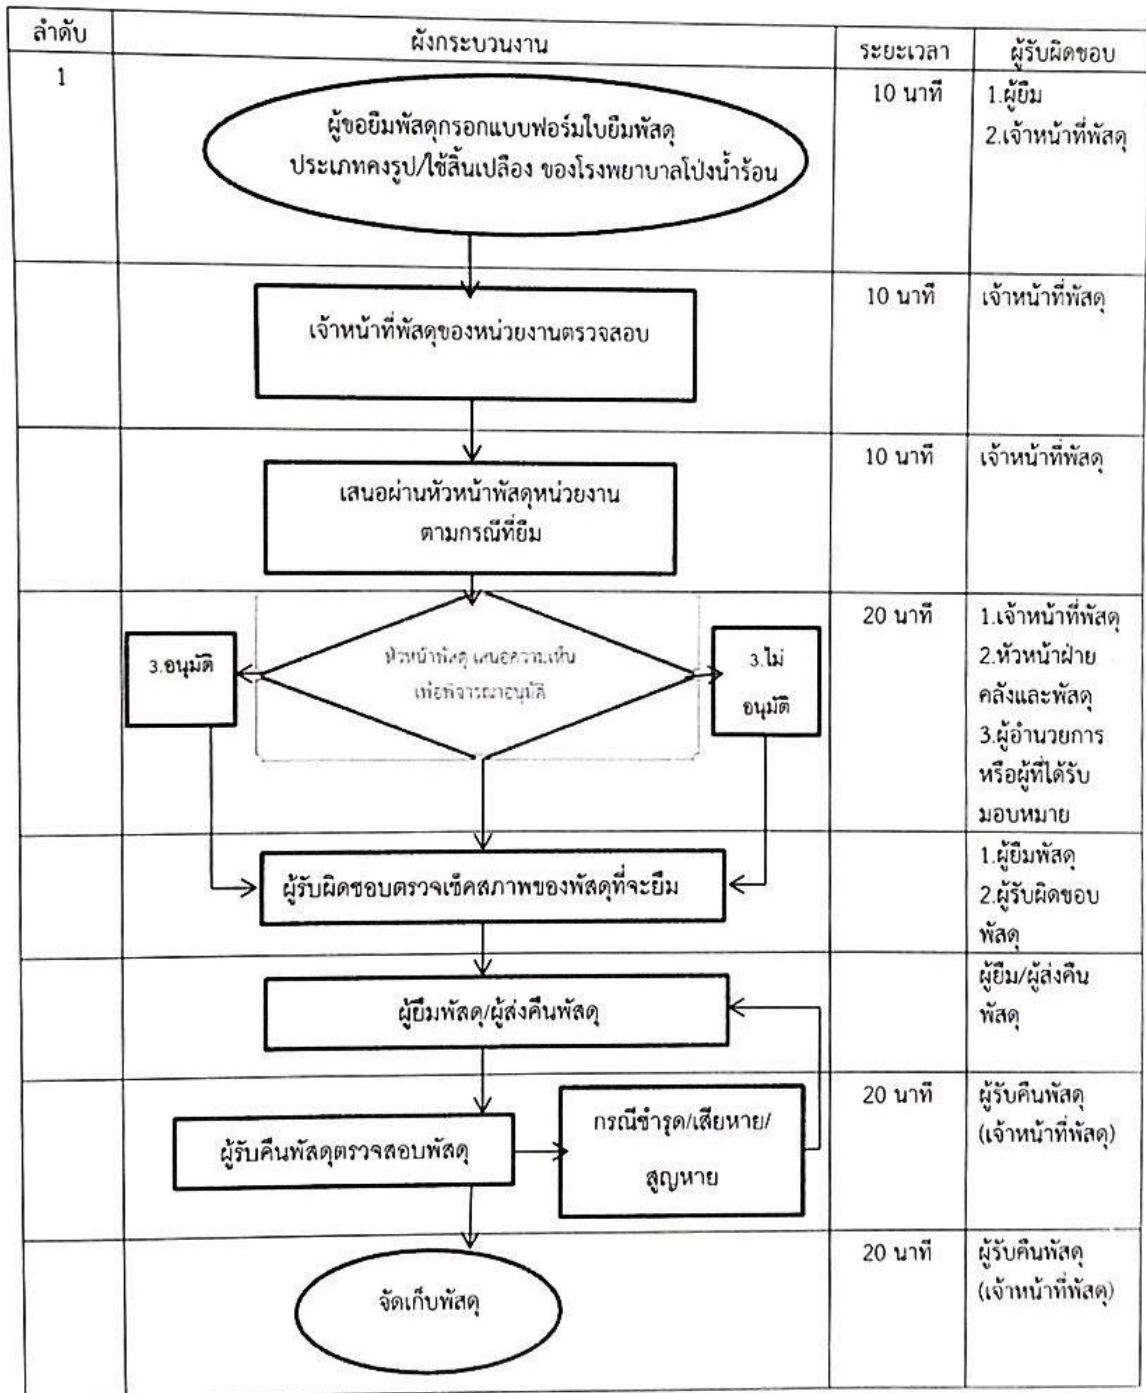 ลำดับ
ผังกระบวนงาน
ระยะเวลา
ผู้รับผิดชอบ
1
ผู้ขอยืมพัสดุกรอกแบบฟอร์มใบยืมพัสดุ
ประเภทคงรูป/ใช้สิ้นเปลือง ของโรงพยาบาลโป่งน้ำร้อน
10 นาที
1.ผู้ยืม
2.เจ้าหน้าที่พัสดุ
เจ้าหน้าที่พัสดุของหน่วยงานตรวจสอบ
10 นาที
เจ้าหน้าที่พัสดุ
เสนอผ่านหัวหน้าพัสดุหน่วยงาน
ตามกรณีที่ยืม
10 นาที
เจ้าหน้าที่พัสดุ
3.อนุมัติ
หัวหน้าพัสดุ เสนอความเห็น
เพื่อพิจารณาอนุมัติ
3.ไม่
อนุมัติ
20 นาที
1.เจ้าหน้าที่พัสดุ
2.หัวหน้าฝ่าย
คลังและพัสดุ
3.ผู้อำนวยการ
หรือผู้ที่ได้รับ
มอบหมาย
ผู้รับผิดชอบตรวจเช็คสภาพของพัสดุที่จะยืม
1.ผู้ยืมพัสดุ
2.ผู้รับผิดชอบ
พัสดุ
ผู้ยืมพัสดุ/ผู้ส่งคืนพัสดุ
ผู้ยืม/ผู้ส่งคืน
พัสดุ
ผู้รับคืนพัสดุตรวจสอบพัสดุ
กรณีชำรุด/เสียหาย/
สูญหาย
20 นาที
ผู้รับคืนพัสดุ
(เจ้าหน้าที่พัสดุ)
จัดเก็บพัสดุ
20 นาที
ผู้รับคืนพัสดุ
(เจ้าหน้าที่พัสดุ)